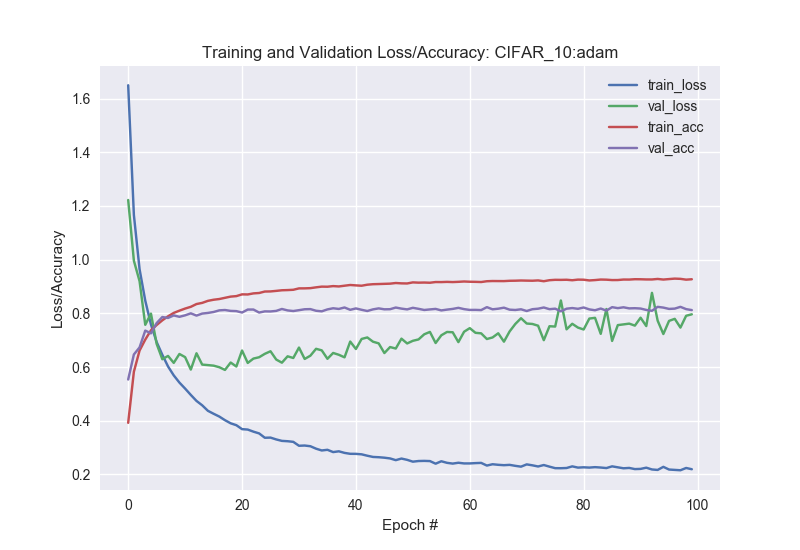 Training and Validation Loss/Accuracy: CIFAR_10:adam
train_loss
val_loss
train_acc
val_acc
1.6
1.4
1.2
1.0
0.8
0.6
0.4
0.2
Loss/Accuracy
0 20 40 60 80 100
Epoch #